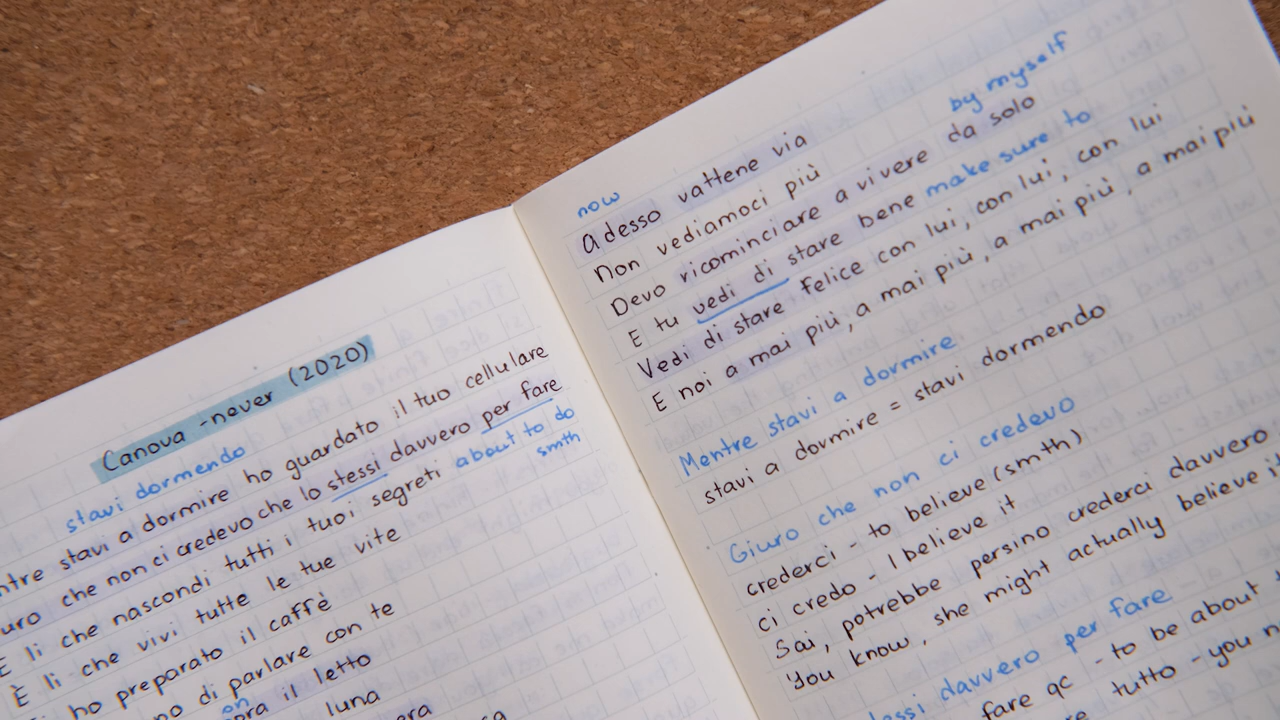 Canova - never (2020)
stavi dormendo
ntre stavi a dormire ho guardato il tuo cellulare
uro che non ci credevo che lo stessi davvero per fare
about to do
smth
È lì che nascondi tutti i tuoi segreti
È lì che vivi tutte le tue vite
ho preparato il caffè
no di parlare con te
on
ora il letto
luna
now
by myself
Adesso vattene via
Non vediamoci più
Devo ricominciare a vivere da solo
E tu vedi di stare bene make sure to
Vedi di stare felice con lui, con lui, con lui
E noi a mai più, a mai più, a mai più, a mai più
Mentre stavi a dormire
stavi a dormire = stavi dormendo
Giuro che non ci credevo
crederci - to believe (smth)
ci credo - I believe it
Sai, potrebbe persino crederci davvero
You know, she might actually believe it
lessi davvero per fare
fare qc - to be about
tutto - you